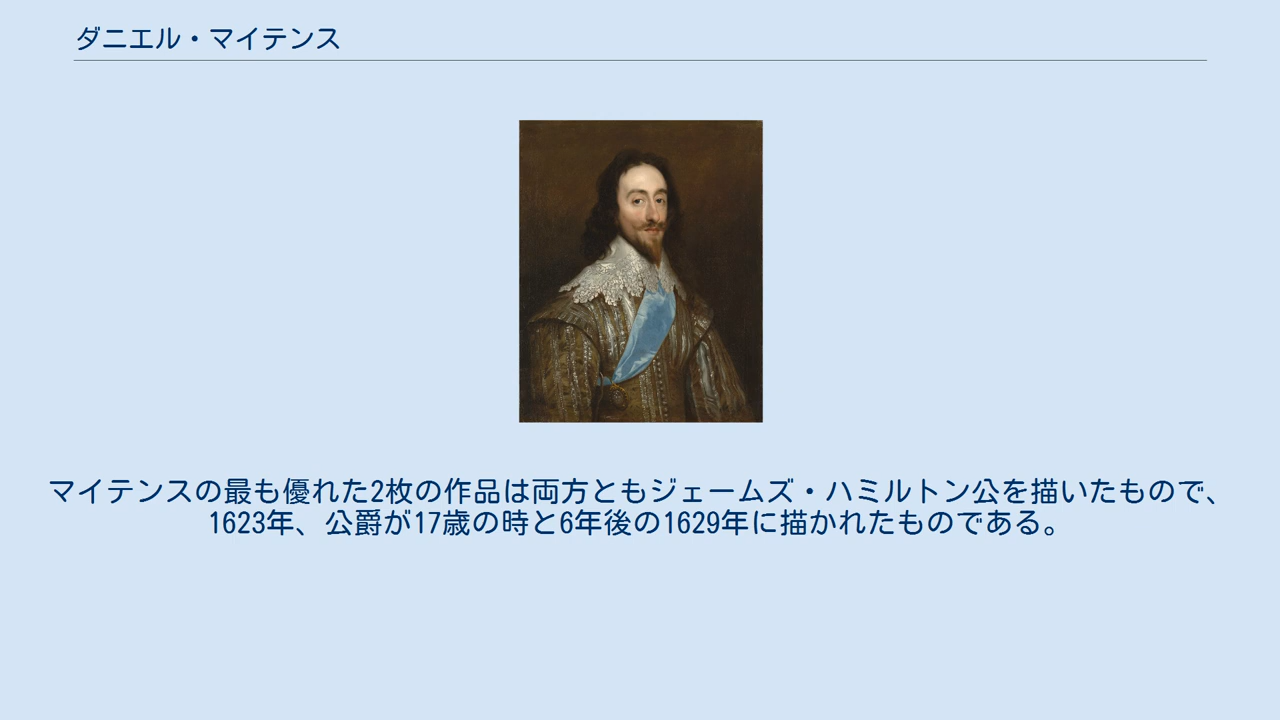 ダニエル・マイテンス
マイテンスの最も優れた2枚の作品は両方ともジェームズ・ハミルトン公を描いたもので、
1623年、公爵が17歳の時と6年後の1629年に描かれたものである。